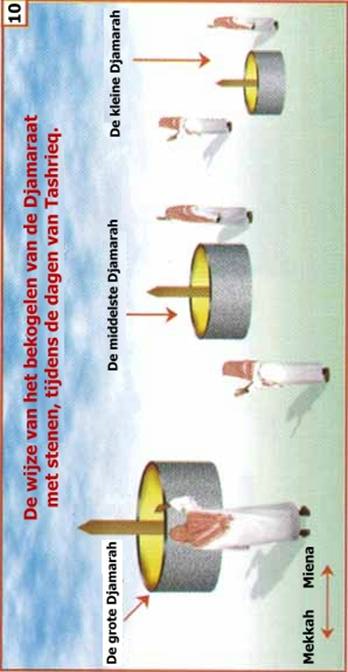 10
De wijze van het bekogelen van de Djamaraat
met stenen, tijdens de dagen van Tashrieq.
De kleine Djamarah
De middelste Djamarah
De grote Djamarah
Mekkah Miena